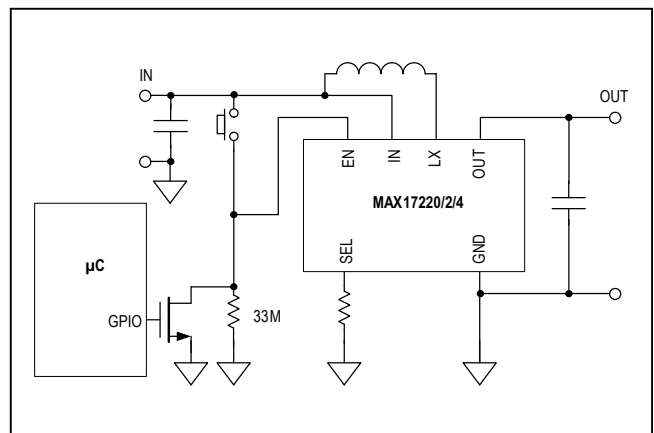 IN
OUT
EN
IN
LX
OUT
MAX17220/2/4
SEL
GND
µC
GPIO
33M